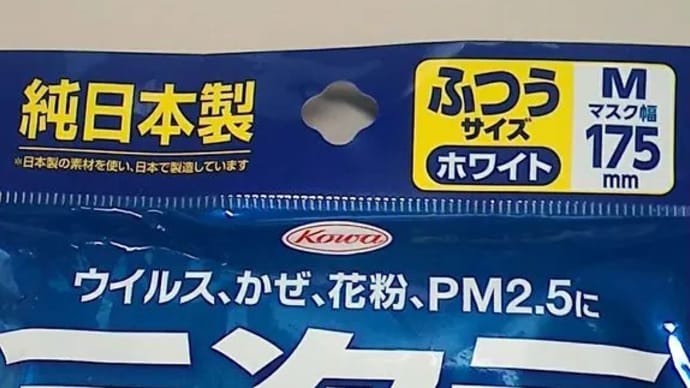 純日本製
※日本製の素材を使い、日本で製造しています
ふつう
サイズ
ホワイト
M
マスク幅
175
mm
Kowa
ウイルス、かぜ、花粉、PM2.5に